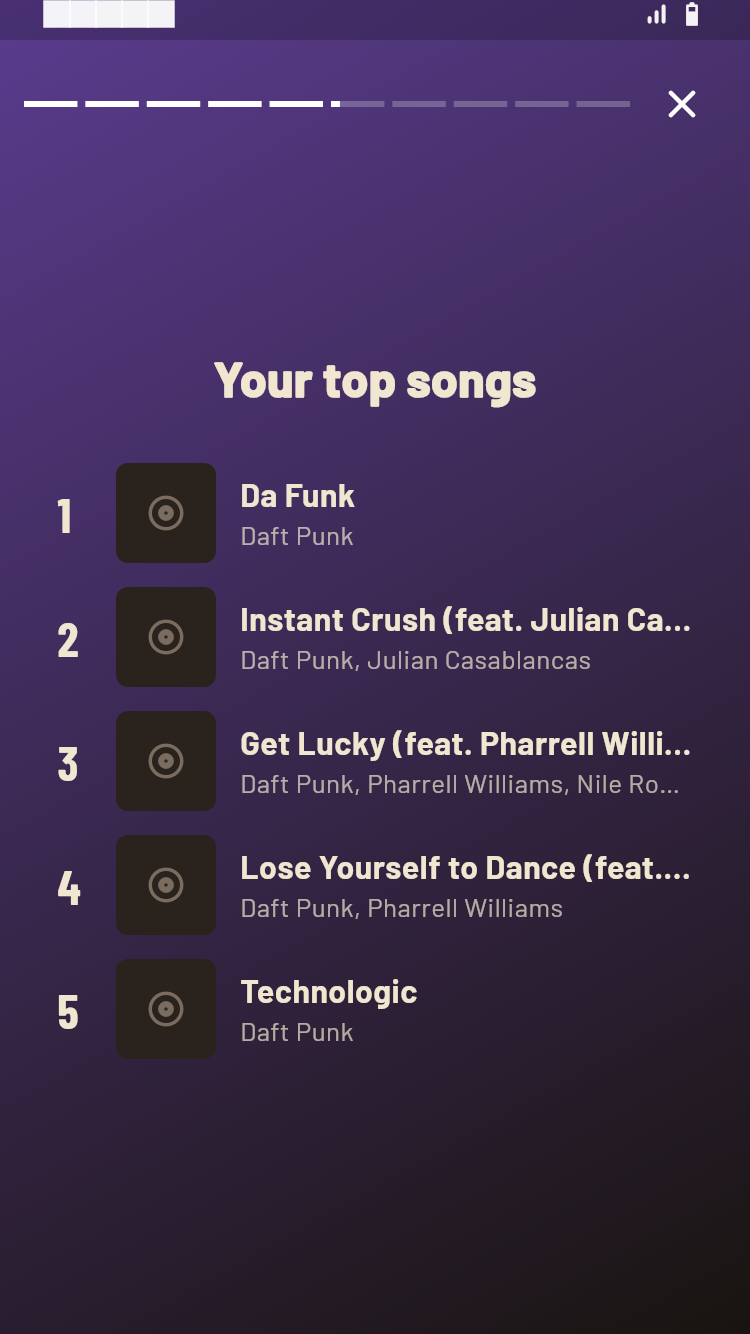 Your top songs
1
Da Funk
Daft Punk
2
Instant Crush (feat. Julian Ca...
Daft Punk, Julian Casablancas
3
Get Lucky (feat. Pharrell Willi...
Daft Punk, Pharrell Williams, Nile Ro...
4
Lose Yourself to Dance (feat....
Daft Punk, Pharrell Williams
5
Technologic
Daft Punk